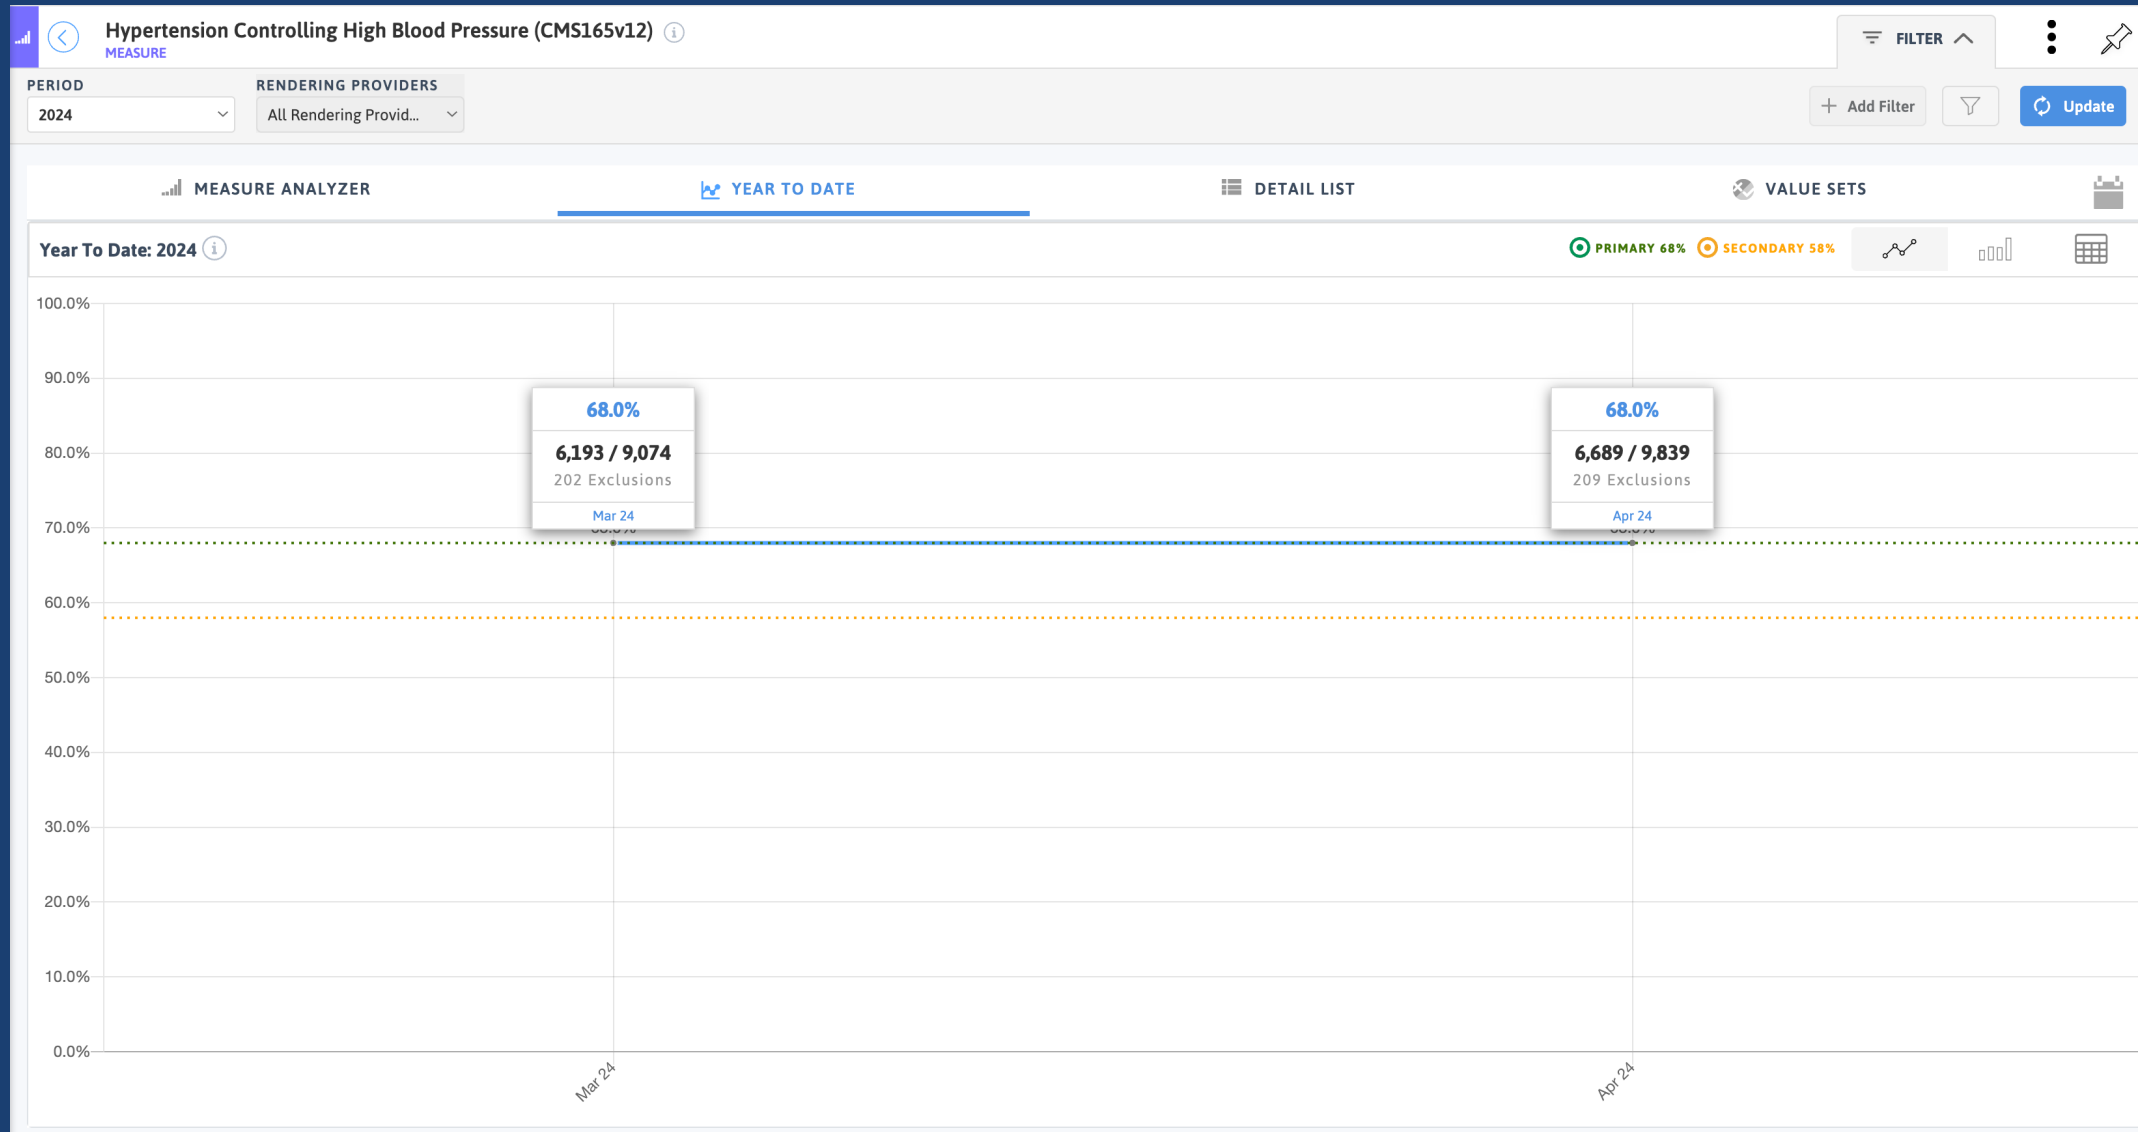 Hypertension Controlling High Blood Pressure (CMS165v12)
MEASURE
FILTER
PERIOD
RENDERING PROVIDERS
2024
All Rendering Provid...
Add Filter
Update
MEASURE ANALYZER
YEAR TO DATE
DETAIL LIST
VALUE SETS
Year To Date: 2024
PRIMARY 68%
SECONDARY 58%
100.0%
90.0%
80.0%
70.0%
60.0%
50.0%
40.0%
30.0%
20.0%
10.0%
0.0%
68.0%
6,193 / 9,074
202 Exclusions
Mar 24
68.0%
6,689 / 9,839
209 Exclusions
Apr 24
Mar 24
Apr 24